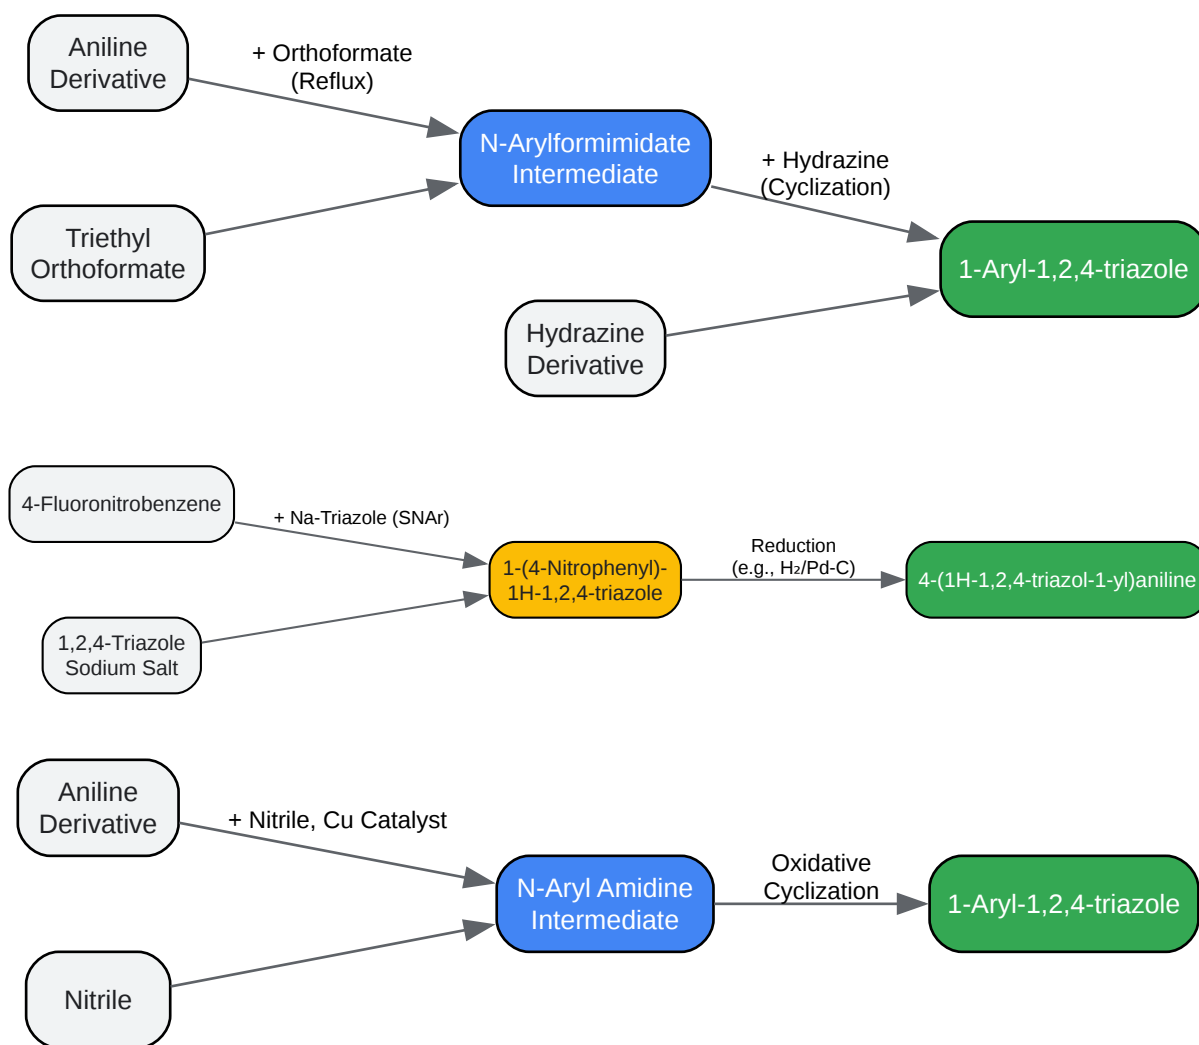 Aniline
Derivative
+ Orthoformate
(Reflux)
N-Arylformimidate
Intermediate
+ Hydrazine
(Cyclization)
Triethyl
Orthoformate
1-Aryl-1,2,4-triazole
Hydrazine
Derivative
4-Fluoronitrobenzene
+ Na-Triazole (SNAr)
1-(4-Nitrophenyl)-
1H-1,2,4-triazole
Reduction
(e.g., H₂/Pd-C)
4-(1H-1,2,4-triazol-1-yl)aniline
1,2,4-Triazole
Sodium Salt
Aniline
Derivative
+ Nitrile, Cu Catalyst
N-Aryl Amidine
Intermediate
Oxidative
Cyclization
1-Aryl-1,2,4-triazole
Nitrile